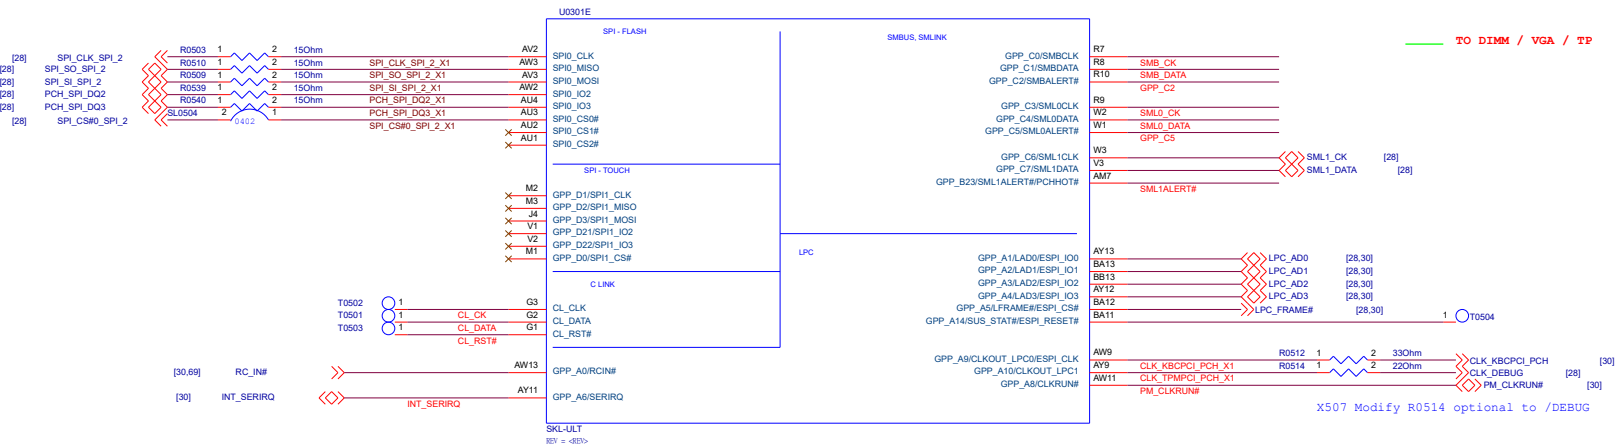 U0301E
SPI - FLASH
SMBUS, SMLINK
TO DIMM / VGA / TP
[28] SPI_CLK_SPI_2 R0503 1 2 15Ohm AV2 SPI0_CLK
[28] SPI_SO_SPI_2 R0510 1 2 15Ohm SPI_CLK_SPI_2_X1 AW3 SPI0_MISO
[28] SPI_SI_SPI_2 R0509 1 2 15Ohm SPI_SO_SPI_2_X1 AV3 SPI0_MOSI
[28] PCH_SPI_DQ2 R0539 1 2 15Ohm SPI_SI_SPI_2_X1 AW2 SPI0_IO2
[28] PCH_SPI_DQ3 R0540 1 2 15Ohm PCH_SPI_DQ2_X1 AU4 SPI0_IO3
[28] SPI_CS#0_SPI_2 SL0504 2 1 0402 PCH_SPI_DQ3_X1 AU3 SPI0_CS0#
SPI_CS#0_SPI_2_X1 AU2 SPI0_CS1#
AU1 SPI0_CS2#
GPP_C0/SMBCLK R7
GPP_C1/SMBDATA R8 SMB_CK
GPP_C2/SMBALERT# R10 SMB_DATA
GPP_C2
GPP_C3/SML0CLK R9
GPP_C4/SML0DATA W2 SML0_CK
GPP_C5/SML0ALERT# W1 SML0_DATA
GPP_C5
GPP_C6/SML1CLK W3 SML1_CK [28]
GPP_C7/SML1DATA V3 SML1_DATA [28]
GPP_B23/SML1ALERT#/PCHHOT# AM7
SML1ALERT#
SPI - TOUCH
M2 GPP_D1/SPI1_CLK
M3 GPP_D2/SPI1_MISO
J4 GPP_D3/SPI1_MOSI
V1 GPP_D21/SPI1_IO2
V2 GPP_D22/SPI1_IO3
M1 GPP_D0/SPI1_CS#
LPC
GPP_A1/LAD0/ESPI_IO0 AY13 LPC_AD0 [28,30]
GPP_A2/LAD1/ESPI_IO1 BA13 LPC_AD1 [28,30]
GPP_A3/LAD2/ESPI_IO2 BB13 LPC_AD2 [28,30]
GPP_A4/LAD3/ESPI_IO3 AY12 LPC_AD3 [28,30]
GPP_A5/LFRAME#/ESPI_CS# BA12 LPC_FRAME# [28,30]
GPP_A14/SUS_STAT#/ESPI_RESET# BA11 1 T0504
C LINK
T0502 1 G3 CL_CLK
T0501 1 CL_CK G2 CL_DATA
T0503 1 CL_DATA G1 CL_RST#
CL_RST#
GPP_A9/CLKOUT_LPC0/ESPI_CLK AW9 R0512 1 2 33Ohm CLK_KBCPCI_PCH [30]
GPP_A10/CLKOUT_LPC1 AY9 CLK_KBCPCI_PCH_X1 R0514 1 2 22Ohm CLK_DEBUG [28]
GPP_A8/CLKRUN# AW11 CLK_TPMPCI_PCH_X1 PM_CLKRUN# [30]
PM_CLKRUN#
[30,69] RC_IN# AW13 GPP_A0/RCIN#
[30] INT_SERIRQ AY11 GPP_A6/SERIRQ
INT_SERIRQ
X507 Modify R0514 optional to /DEBUG
SKL-ULT
REV = <REV>